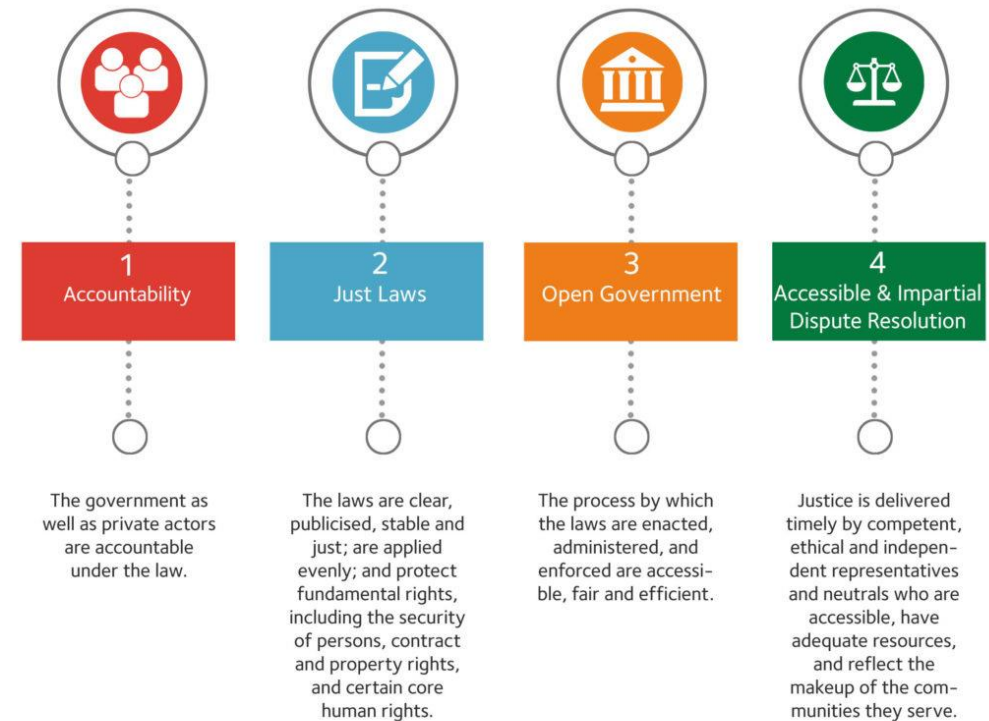 1
Accountability
The government as
well as private actors
are accountable
under the law.
2
Just Laws
The laws are clear,
publicised, stable and
just; are applied
evenly; and protect
fundamental rights,
including the security
of persons, contract
and property rights,
and certain core
human rights.
3
Open Government
The process by which
the laws are enacted,
administered, and
enforced are accessi-
ble, fair and efficient.
4
Accessible & Impartial
Dispute Resolution
Justice is delivered
timely by competent,
ethical and indepen-
dent representatives
and neutrals who are
accessible, have
adequate resources,
and reflect the
makeup of the com-
munities they serve.